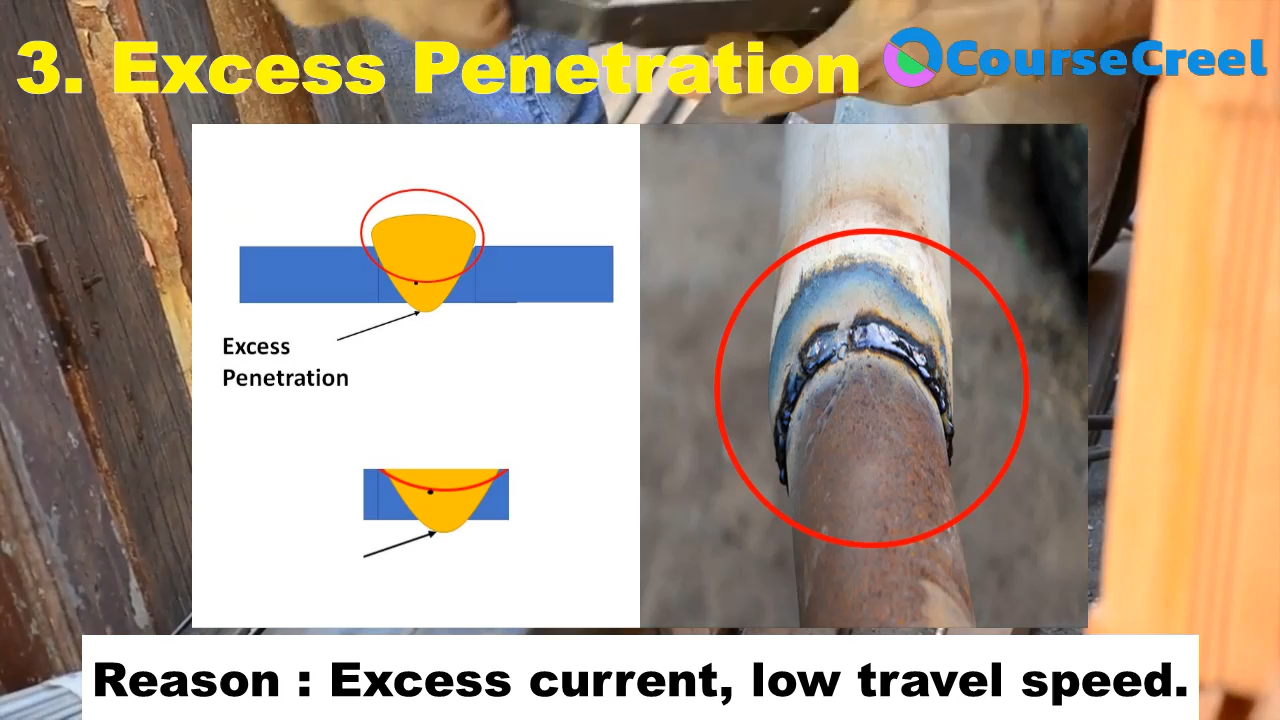 3. Excess Penetration
CourseCreel
Excess
Penetration
Reason : Excess current, low travel speed.